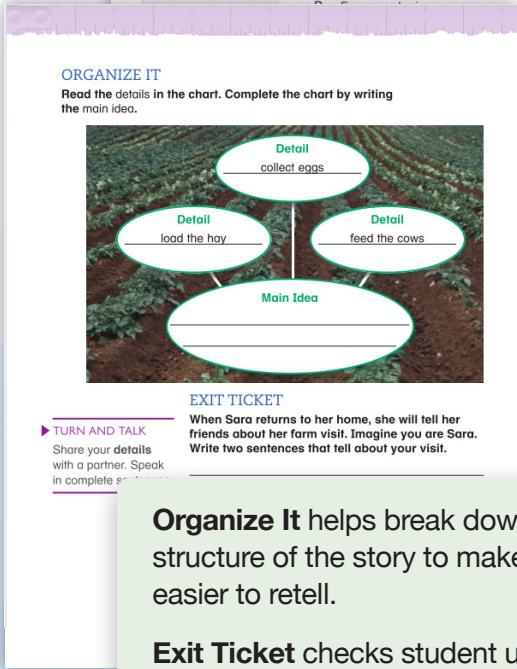 ORGANIZE IT
Read the details in the chart. Complete the chart by writing
the main idea.
Detail
collect eggs
Detail
load the hay
Detail
feed the cows
Main Idea
EXIT TICKET
When Sara returns to her home, she will tell her
friends about her farm visit. Imagine you are Sara.
Write two sentences that tell about your visit.
TURN AND TALK
Share your details
with a partner. Speak
in complete
Organize It helps break dow
structure of the story to make
easier to retell.
Exit Ticket checks student u